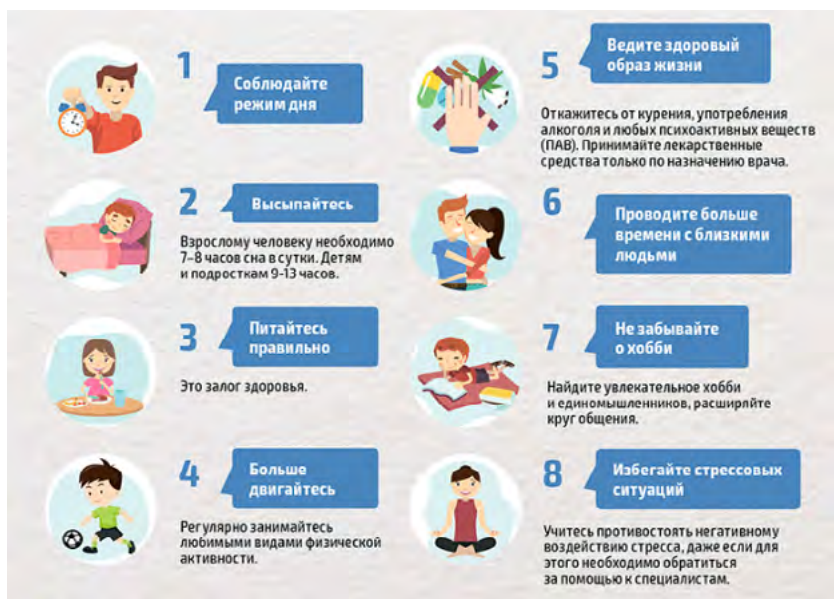 1
Соблюдайте
режим дня
2
Высыпайтесь
Взрослому человеку необходимо
7–8 часов сна в сутки. Детям
и подросткам 9-13 часов.
3
Питайтесь
правильно
Это залог здоровья.
4
Больше
двигайтесь
Регулярно занимайтесь
любимыми видами физической
активности.
5
Ведите здоровый
образ жизни
Откажитесь от курения, употребления
алкоголя и любых психоактивных веществ
(ПАВ). Принимайте лекарственные
средства только по назначению врача.
6
Проводите больше
времени с близкими
людьми
7
Не забывайте
о хобби
Найдите увлекательное хобби
и единомышленников, расширяйте
круг общения.
8
Избегайте стрессовых
ситуаций
Учитесь противостоять негативному
воздействию стресса, даже если для
этого необходимо обратиться
за помощью к специалистам.